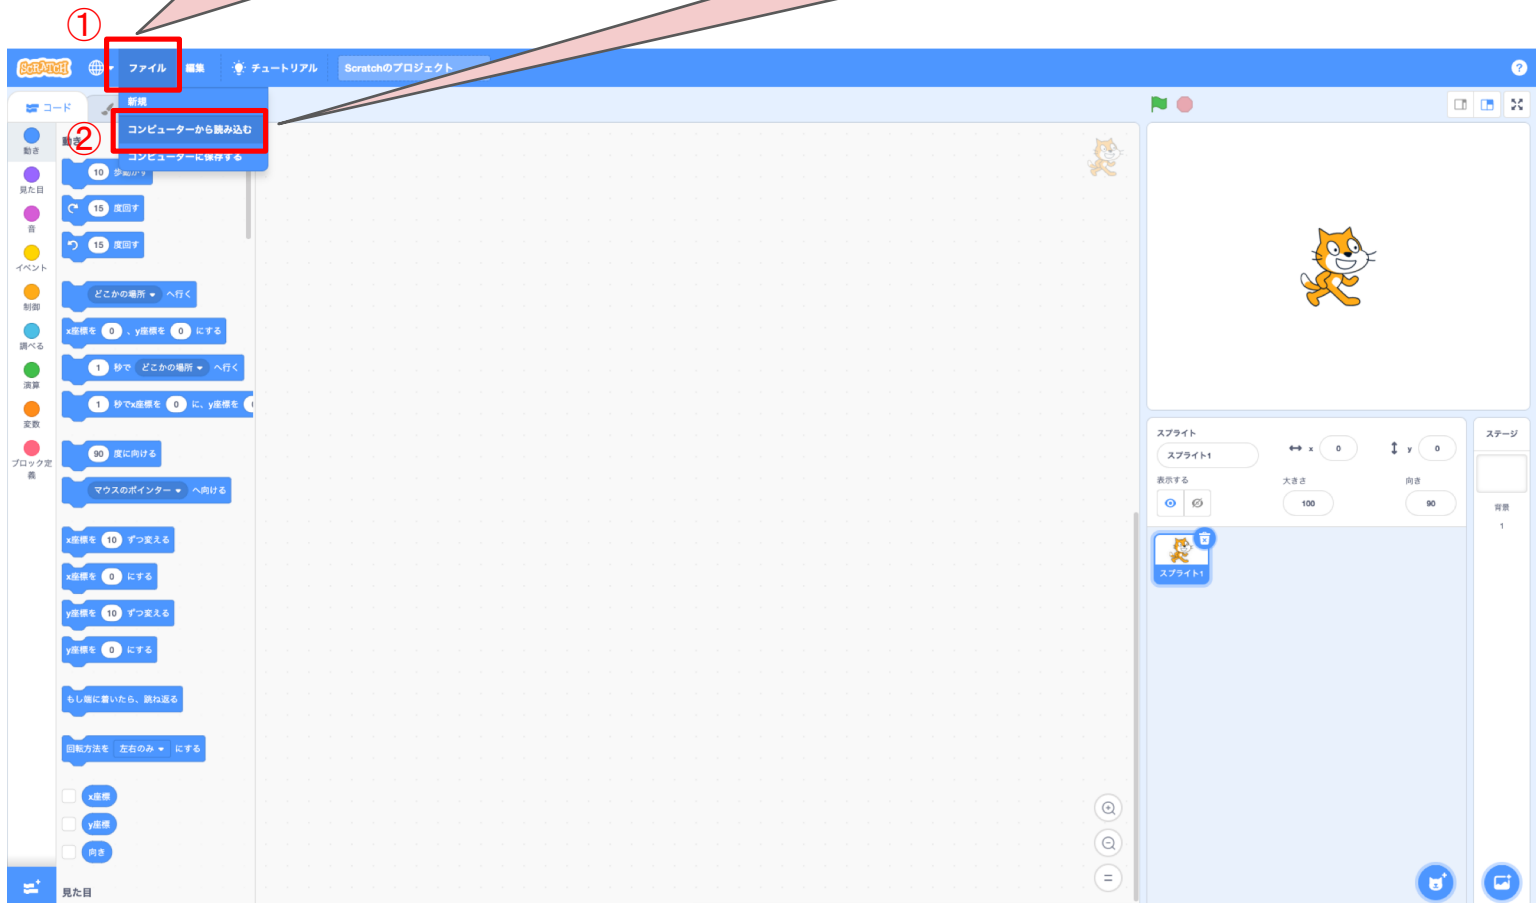 ①
SCRATCH ファイル 編集 チュートリアル Scratchのプロジェクト ?
コード
新規
② コンピューターから読み込む
コンピューターに保存する
動き
見た目
音
イベント
制御
調べる
演算
変数
ブロック定
義
動き
10 歩動かす
15 度回す
15 度回す
どこかの場所 へ行く
x座標を 0 、y座標を 0 にする
1 秒で どこかの場所 へ行く
1 秒でx座標を 0 に、y座標を
90 度に向ける
マウスのポインター へ向ける
x座標を 10 ずつ変える
x座標を 0 にする
y座標を 10 ずつ変える
y座標を 0 にする
もし端に着いたら、跳ね返る
回転方法を 左右のみ にする
x座標
y座標
向き
見た目
スプライト
スプライト1 x 0 y 0
表示する 大きさ 向き
100 90
スプライト1
ステージ
背景
1